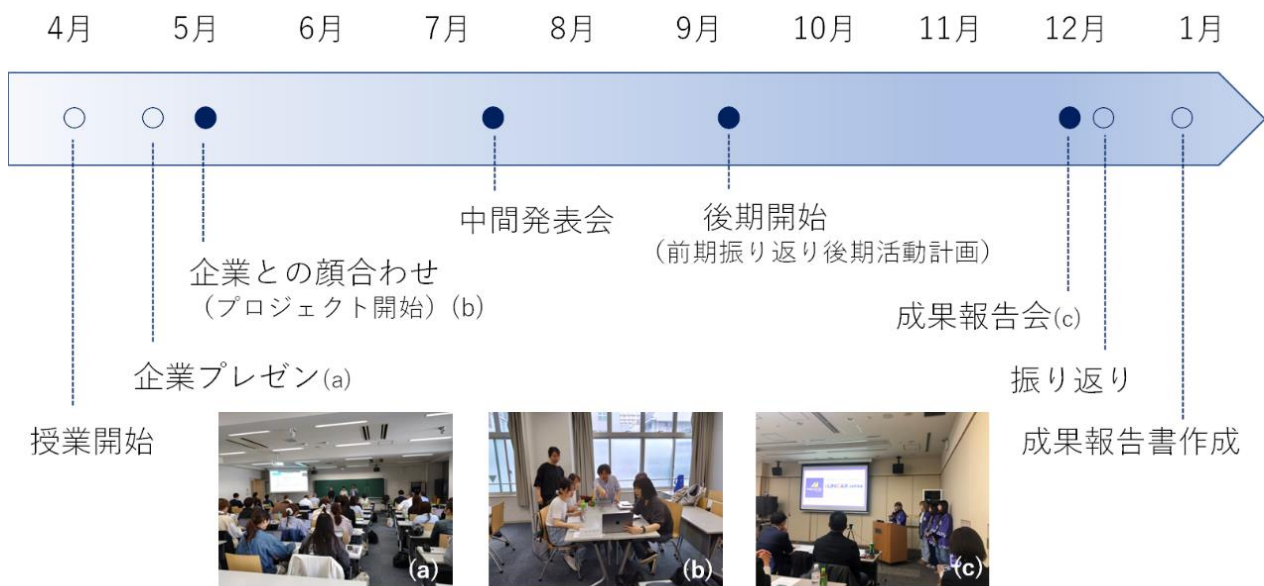 4月 5月 6月 7月 8月 9月 10月 11月 12月 1月
中間発表会
後期開始
(前期振り返り後期活動計画)
企業との顔合わせ
(プロジェクト開始) (b)
成果報告会(c)
企業プレゼン(a)
振り返り
授業開始
成果報告書作成
(a)
(b)
(c)